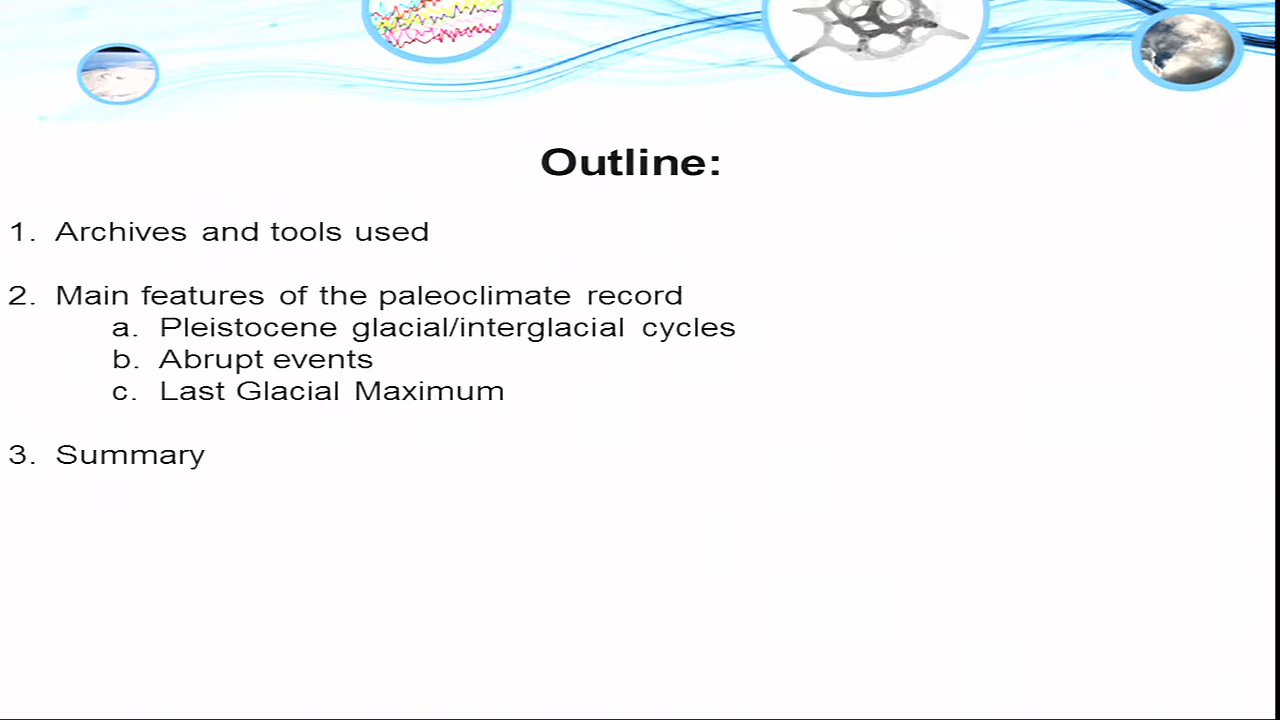 Outline:
1. Archives and tools used
2. Main features of the paleoclimate record
a. Pleistocene glacial/interglacial cycles
b. Abrupt events
c. Last Glacial Maximum
3. Summary